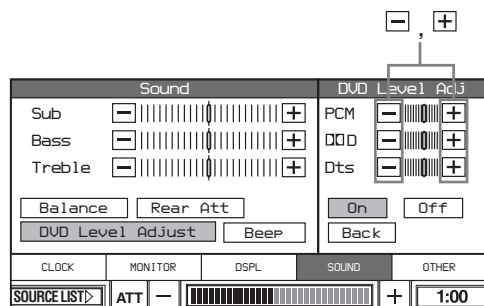 − , +
Sound DVD Level Adj
Sub − + PCM − +
Bass − + DD D − +
Treble − + Dts − +
Balance Rear Att On Off
DVD Level Adjust Beep Back
CLOCK MONITOR DSPL SOUND OTHER
SOURCE LIST ATT − + 1:00